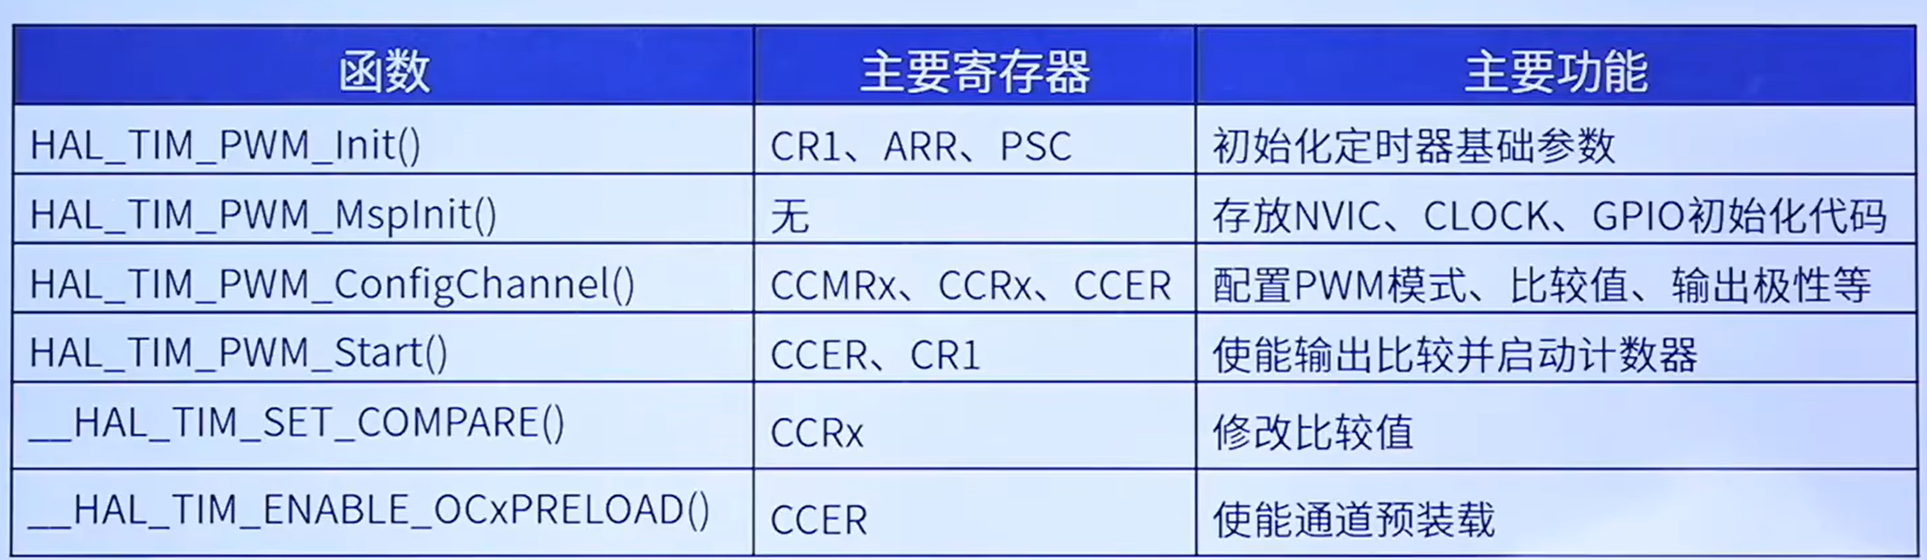 函数 主要寄存器 主要功能
HAL_TIM_PWM_Init() CR1、ARR、PSC 初始化定时器基础参数
HAL_TIM_PWM_MspInit() 无 存放NVIC、CLOCK、GPIO初始化代码
HAL_TIM_PWM_ConfigChannel() CCMRx、CCRx、CCER 配置PWM模式、比较值、输出极性等
HAL_TIM_PWM_Start() CCER、CR1 使能输出比较并启动计数器
__HAL_TIM_SET_COMPARE() CCRx 修改比较值
__HAL_TIM_ENABLE_OCxPRELOAD() CCER 使能通道预装载